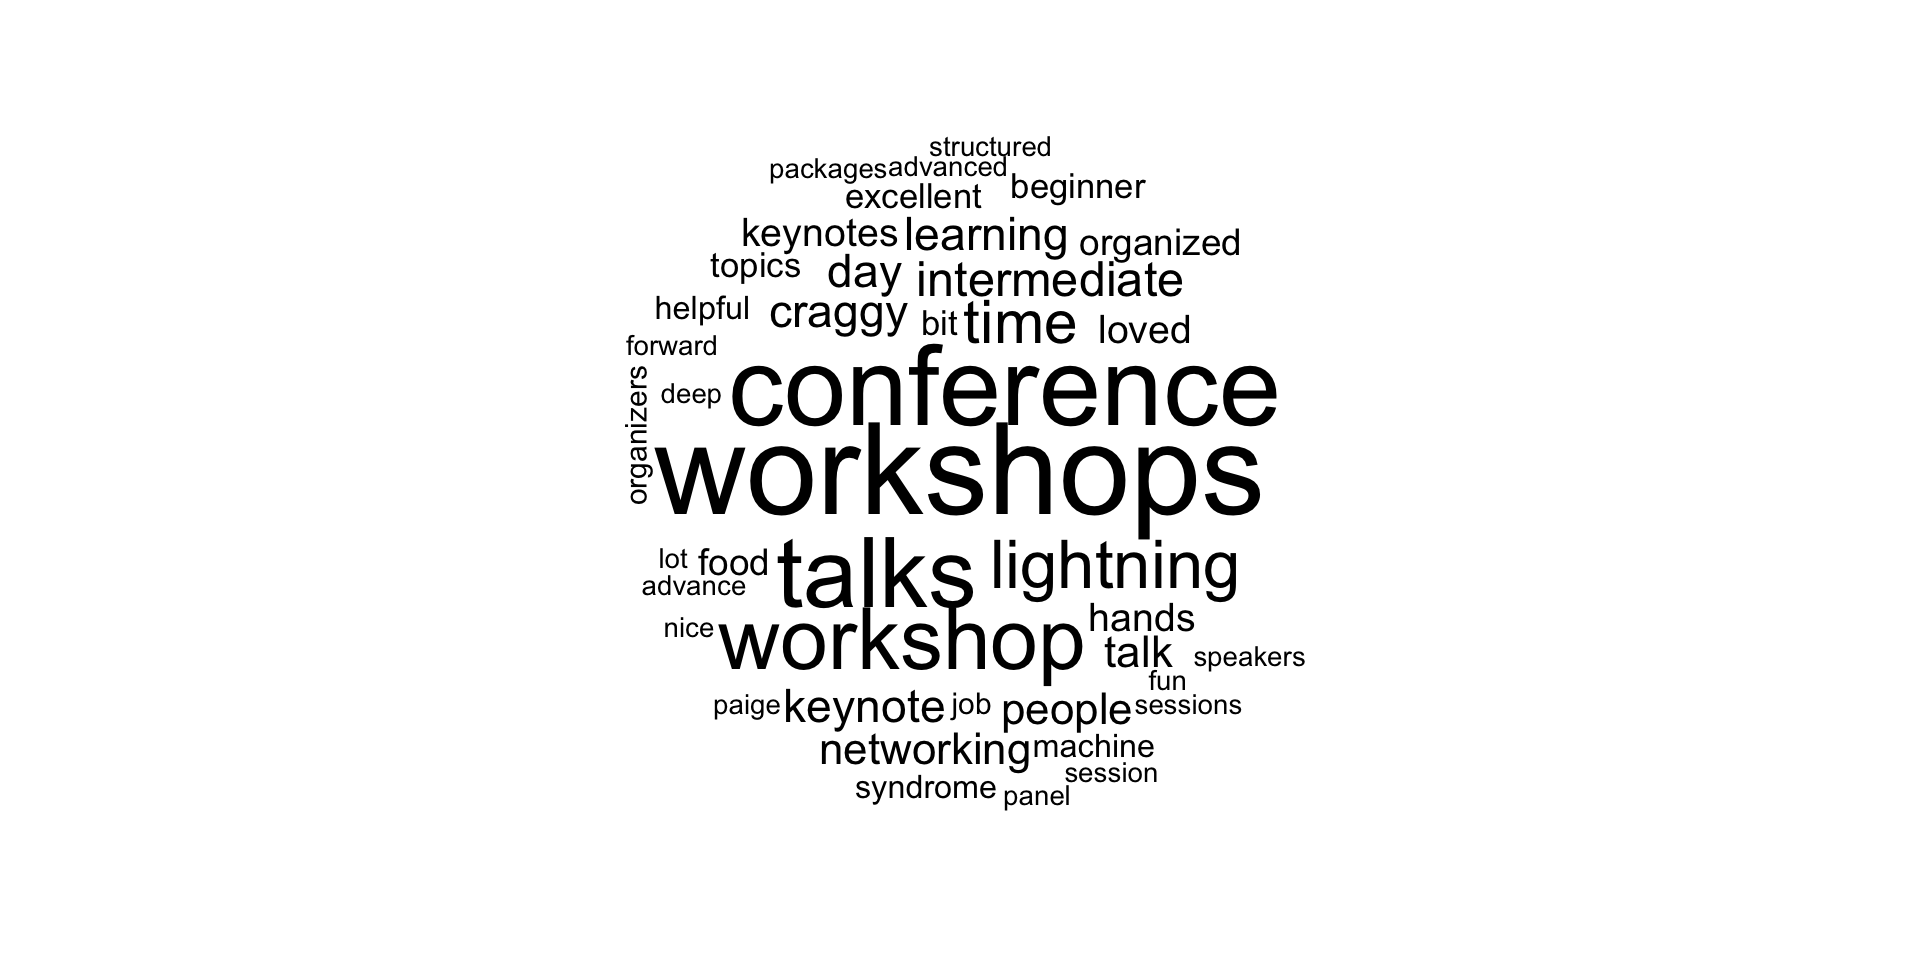 structured
packages advanced
excellent beginner
keynotes learning organized
topics day intermediate
helpful craggy bit time loved
forward
organizers deep conference
workshops
lot food talks lightning
advance
nice workshop hands
talk speakers
fun
paige keynote job people sessions
networking machine
session
syndrome panel